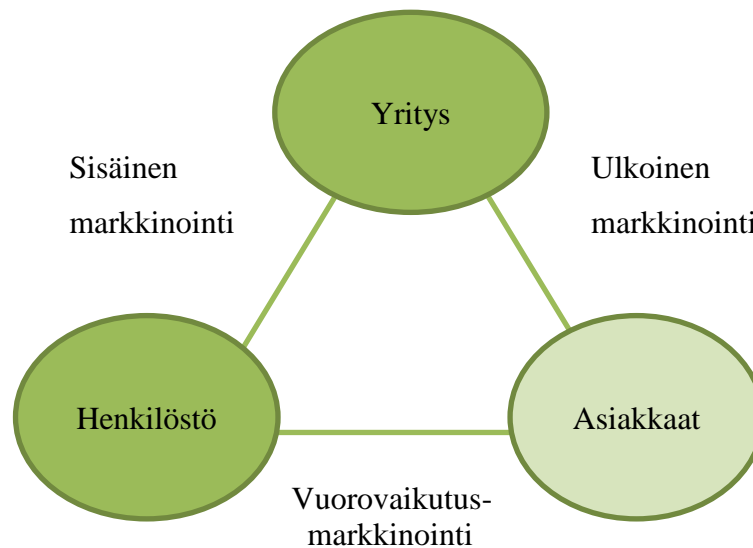 Yritys
Sisäinen
markkinointi
Ulkoinen
markkinointi
Henkilöstö
Asiakkaat
Vuorovaikutus-
markkinointi